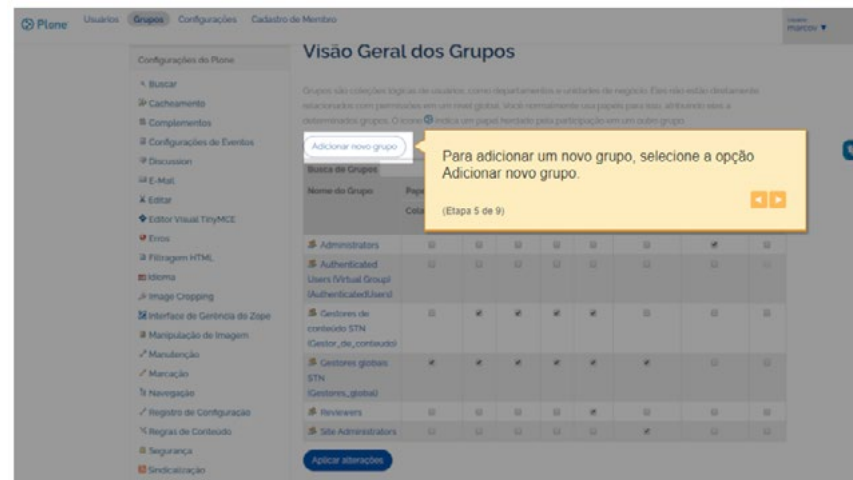 Plone
Usuários Grupos Configurações Cadastro de Membro
marcov
Configurações do Plone
Buscar
Cacheamento
Complementos
Configurações de Eventos
Discussion
E-Mail
Editar
Editor Visual TinyMCE
Erros
Filtragem HTML
Idioma
Image Cropping
Interface de Gerência do Zope
Manipulação de Imagem
Manutenção
Marcação
Navegação
Registro de Configuração
Regras de Conteúdo
Segurança
Sindicalização
Visão Geral dos Grupos
Grupos são coleções lógicas de usuários, como departamentos e unidades de negócio. Eles não estão diretamente
relacionados com permissões em um nível global. Você normalmente usa papéis para isso, atribuindo-os a
determinados grupos. O ícone indica um papel herdado pela participação em um outro grupo.
Adicionar novo grupo
Para adicionar um novo grupo, selecione a opção
Adicionar novo grupo.
(Etapa 5 de 9)
Busca de Grupos
Nome do Grupo
Administrators
Authenticated
Users (Virtual Group)
(AuthenticatedUsers)
Gestores de
conteúdo STN
(Gestor_de_conteudo)
Gestores globais
STN
(Gestores_global)
Reviewers
Site Administrators
Aplicar alterações